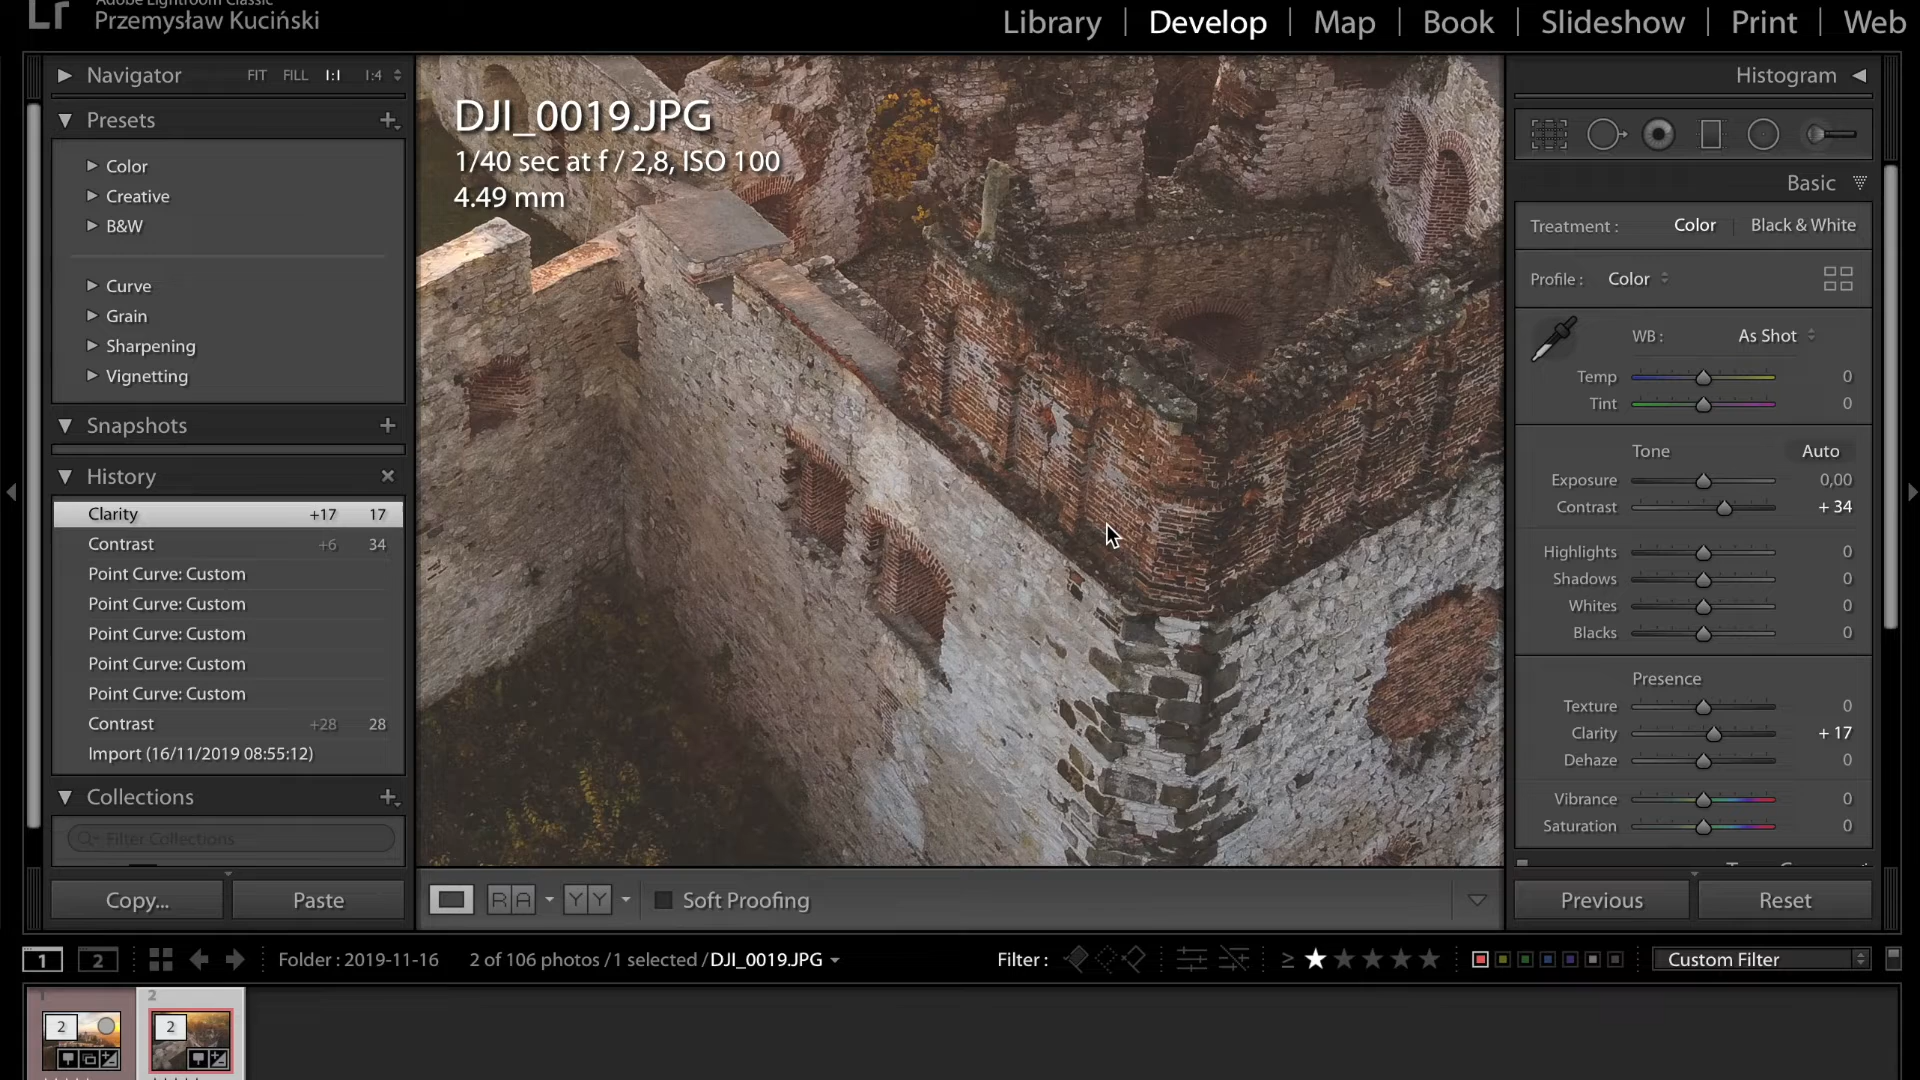 Lr
Adobe Lightroom Classic
Przemysław Kuciński
Library | Develop | Map | Book | Slideshow | Print | Web
Navigator FIT FILL 1:1 1:4
Presets
Color
Creative
B&W
Curve
Grain
Sharpening
Vignetting
Snapshots
History
Clarity +17 17
Contrast +6 34
Point Curve: Custom
Point Curve: Custom
Point Curve: Custom
Point Curve: Custom
Point Curve: Custom
Contrast +28 28
Import (16/11/2019 08:55:12)
Collections
Filter Collections
Copy... Paste
DJI_0019.JPG
1/40 sec at f / 2,8, ISO 100
4.49 mm
R A Y Y Soft Proofing
Histogram
Basic
Treatment : Color Black & White
Profile : Color
WB : As Shot
Temp 0
Tint 0
Tone Auto
Exposure 0,00
Contrast + 34
Highlights 0
Shadows 0
Whites 0
Blacks 0
Presence
Texture 0
Clarity + 17
Dehaze 0
Vibrance 0
Saturation 0
Previous Reset
1 2 Folder : 2019-11-16 2 of 106 photos /1 selected /DJI_0019.JPG Filter : ≥ Custom Filter
1 2
2 2